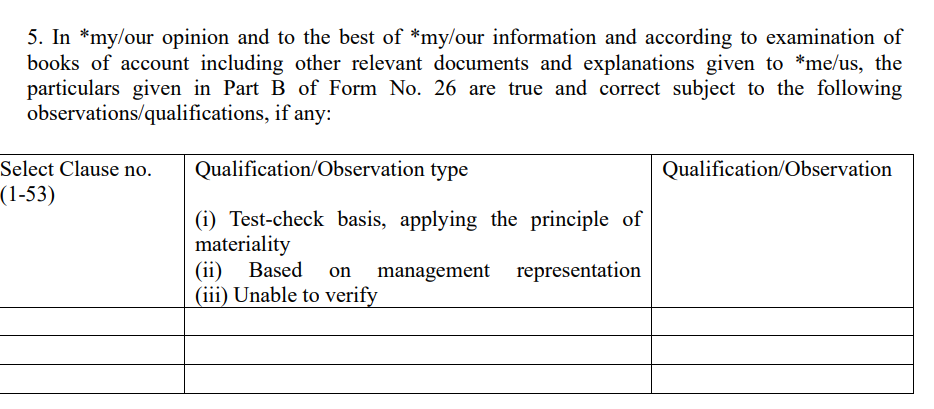 5. In *my/our opinion and to the best of *my/our information and according to examination of
books of account including other relevant documents and explanations given to *me/us, the
particulars given in Part B of Form No. 26 are true and correct subject to the following
observations/qualifications, if any:
Select Clause no.
(1-53)
Qualification/Observation type
(i) Test-check basis, applying the principle of
materiality
(ii) Based on management representation
(iii) Unable to verify
Qualification/Observation